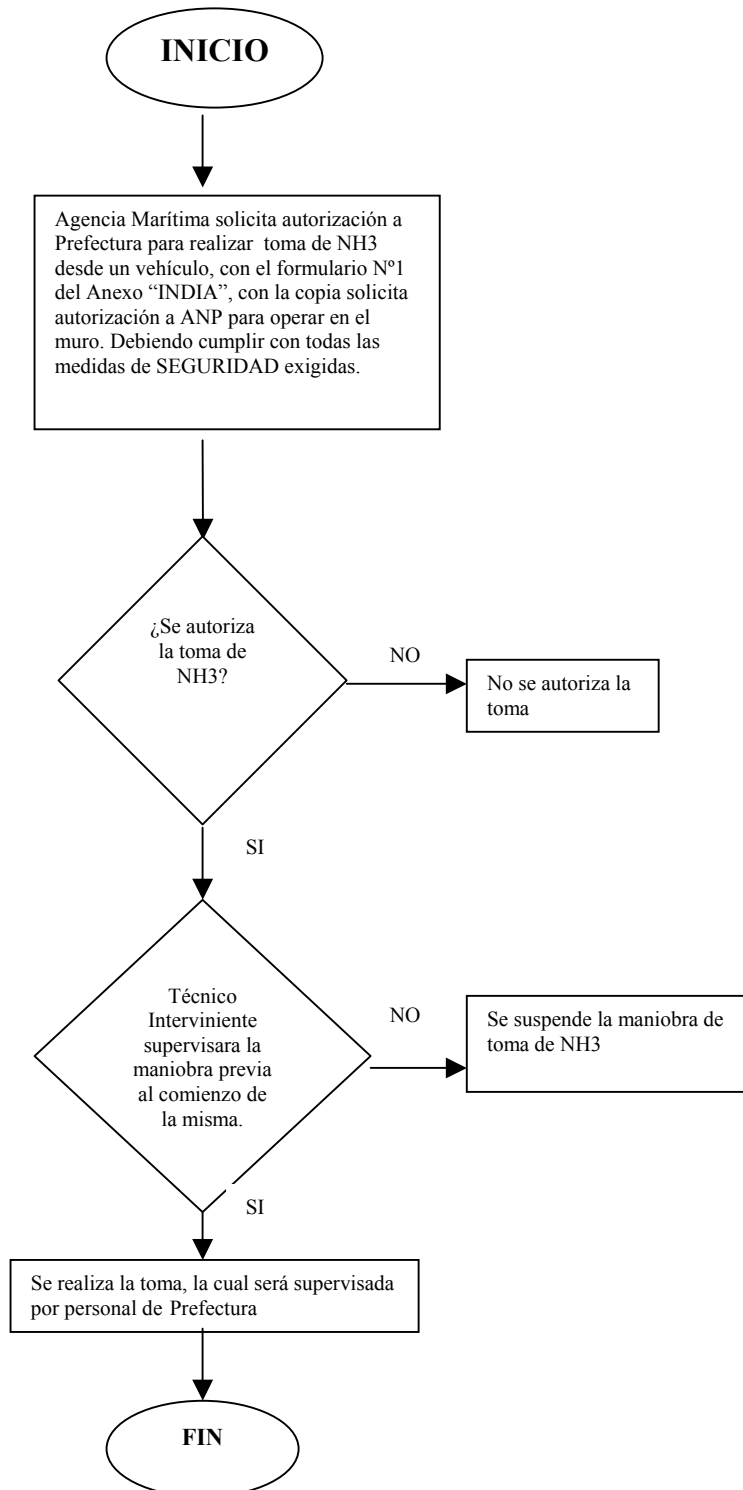 INICIO
Agencia Marítima solicita autorización a
Prefectura para realizar toma de NH3
desde un vehículo, con el formulario Nº1
del Anexo “INDIA”, con la copia solicita
autorización a ANP para operar en el
muro. Debiendo cumplir con todas las
medidas de SEGURIDAD exigidas.
¿Se autoriza
la toma de
NH3?
NO
No se autoriza la
toma
SI
Técnico
Interviniente
supervisara la
maniobra previa
al comienzo de
la misma.
NO
Se suspende la maniobra de
toma de NH3
SI
Se realiza la toma, la cual será supervisada
por personal de Prefectura
FIN